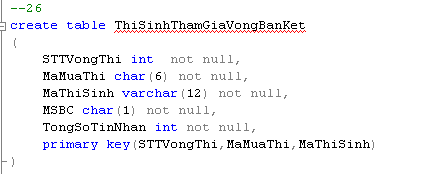 --26
create table ThiSinhThamGiaVongBanKet
(
STTVongThi int  not null,
MaMuaThi char(6) not null,
MaThiSinh varchar(12) not null,
MSBC char(1) not null,
TongSoTinNhan int not null,
primary key(STTVongThi,MaMuaThi,MaThiSinh)
)